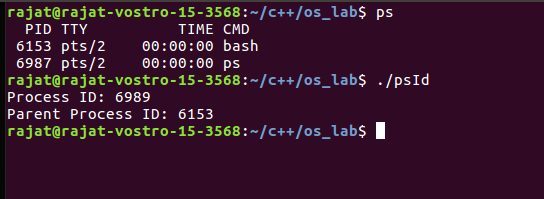 rajat@rajat-vostro-15-3568:~/c++/os_lab$ ps
  PID TTY          TIME CMD
 6153 pts/2    00:00:00 bash
 6987 pts/2    00:00:00 ps
rajat@rajat-vostro-15-3568:~/c++/os_lab$ ./psId
Process ID: 6989
Parent Process ID: 6153
rajat@rajat-vostro-15-3568:~/c++/os_lab$